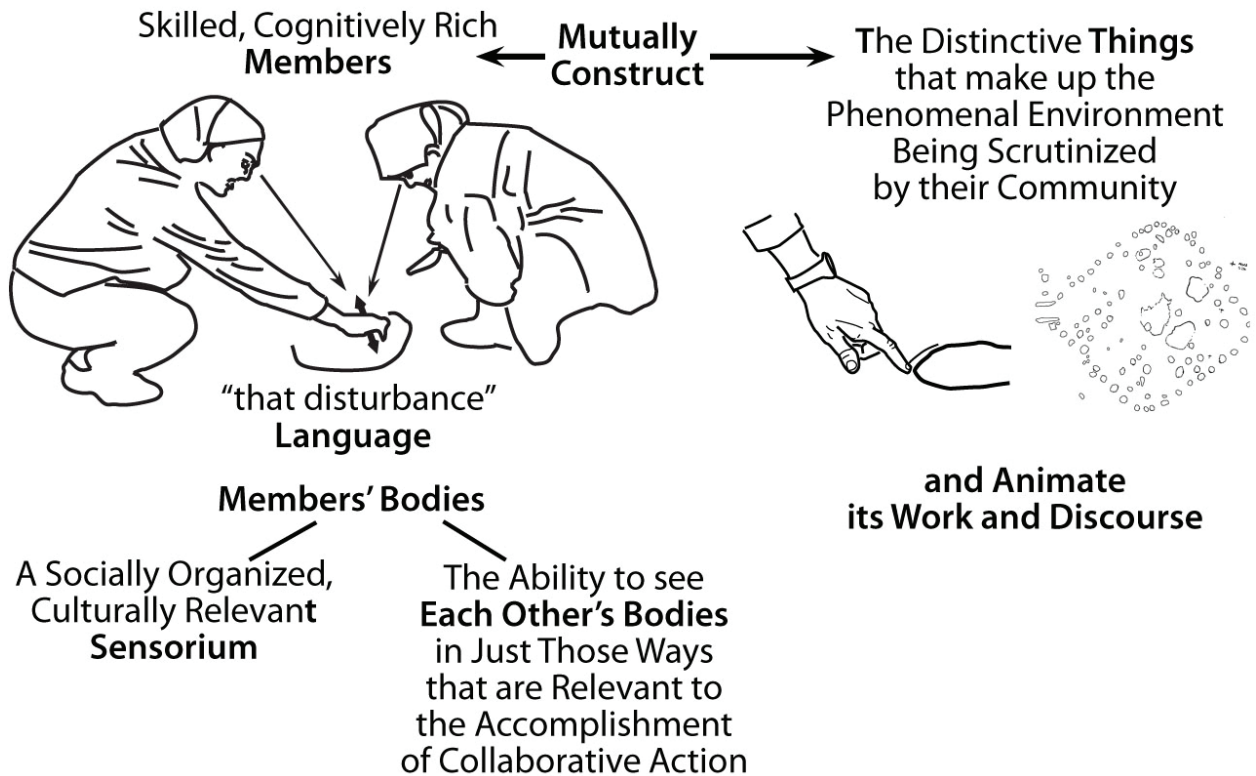 Skilled, Cognitively Rich
Members
Mutually
Construct
The Distinctive Things
that make up the
Phenomenal Environment
Being Scrutinized
by their Community
“that disturbance”
Language
Members’ Bodies
A Socially Organized,
Culturally Relevant
Sensorium
The Ability to see
Each Other’s Bodies
in Just Those Ways
that are Relevant to
the Accomplishment
of Collaborative Action
and Animate
its Work and Discourse